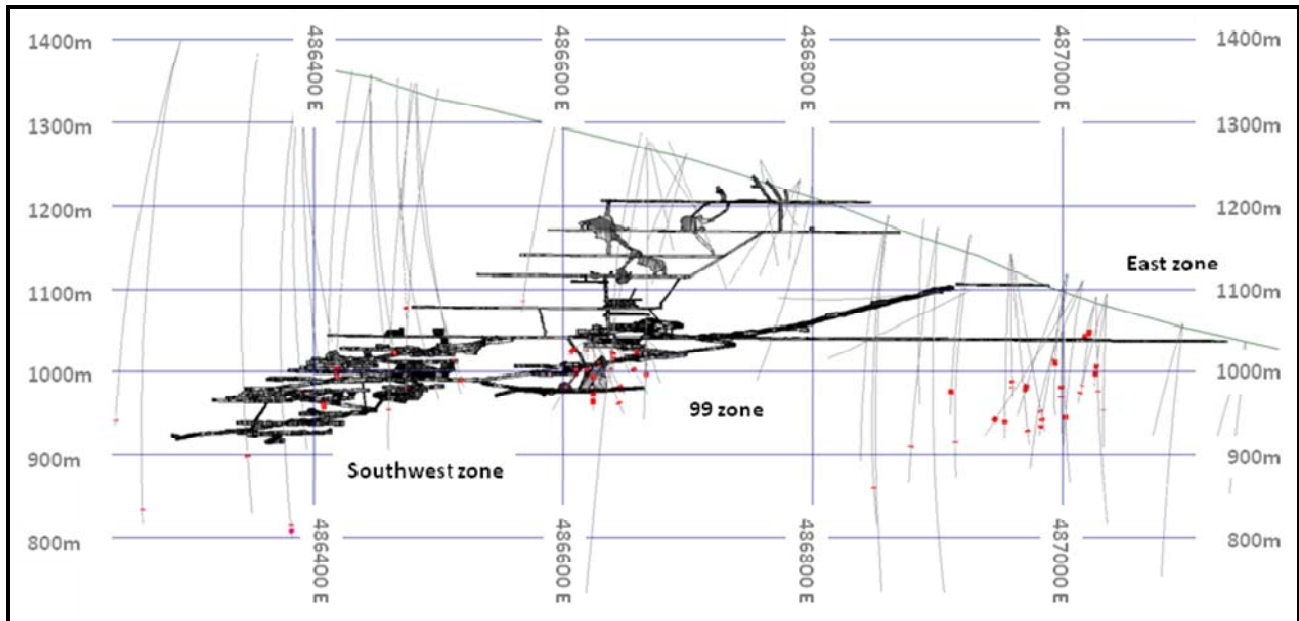 1400m 486400 E 486600 E 486800 E 487000 E 1400m
1300m 1300m
1200m 1200m
East zone
1100m 1100m
1000m 1000m
99 zone
900m 900m
Southwest zone
800m 486400 E 486600 E 486800 E 487000 E 800m